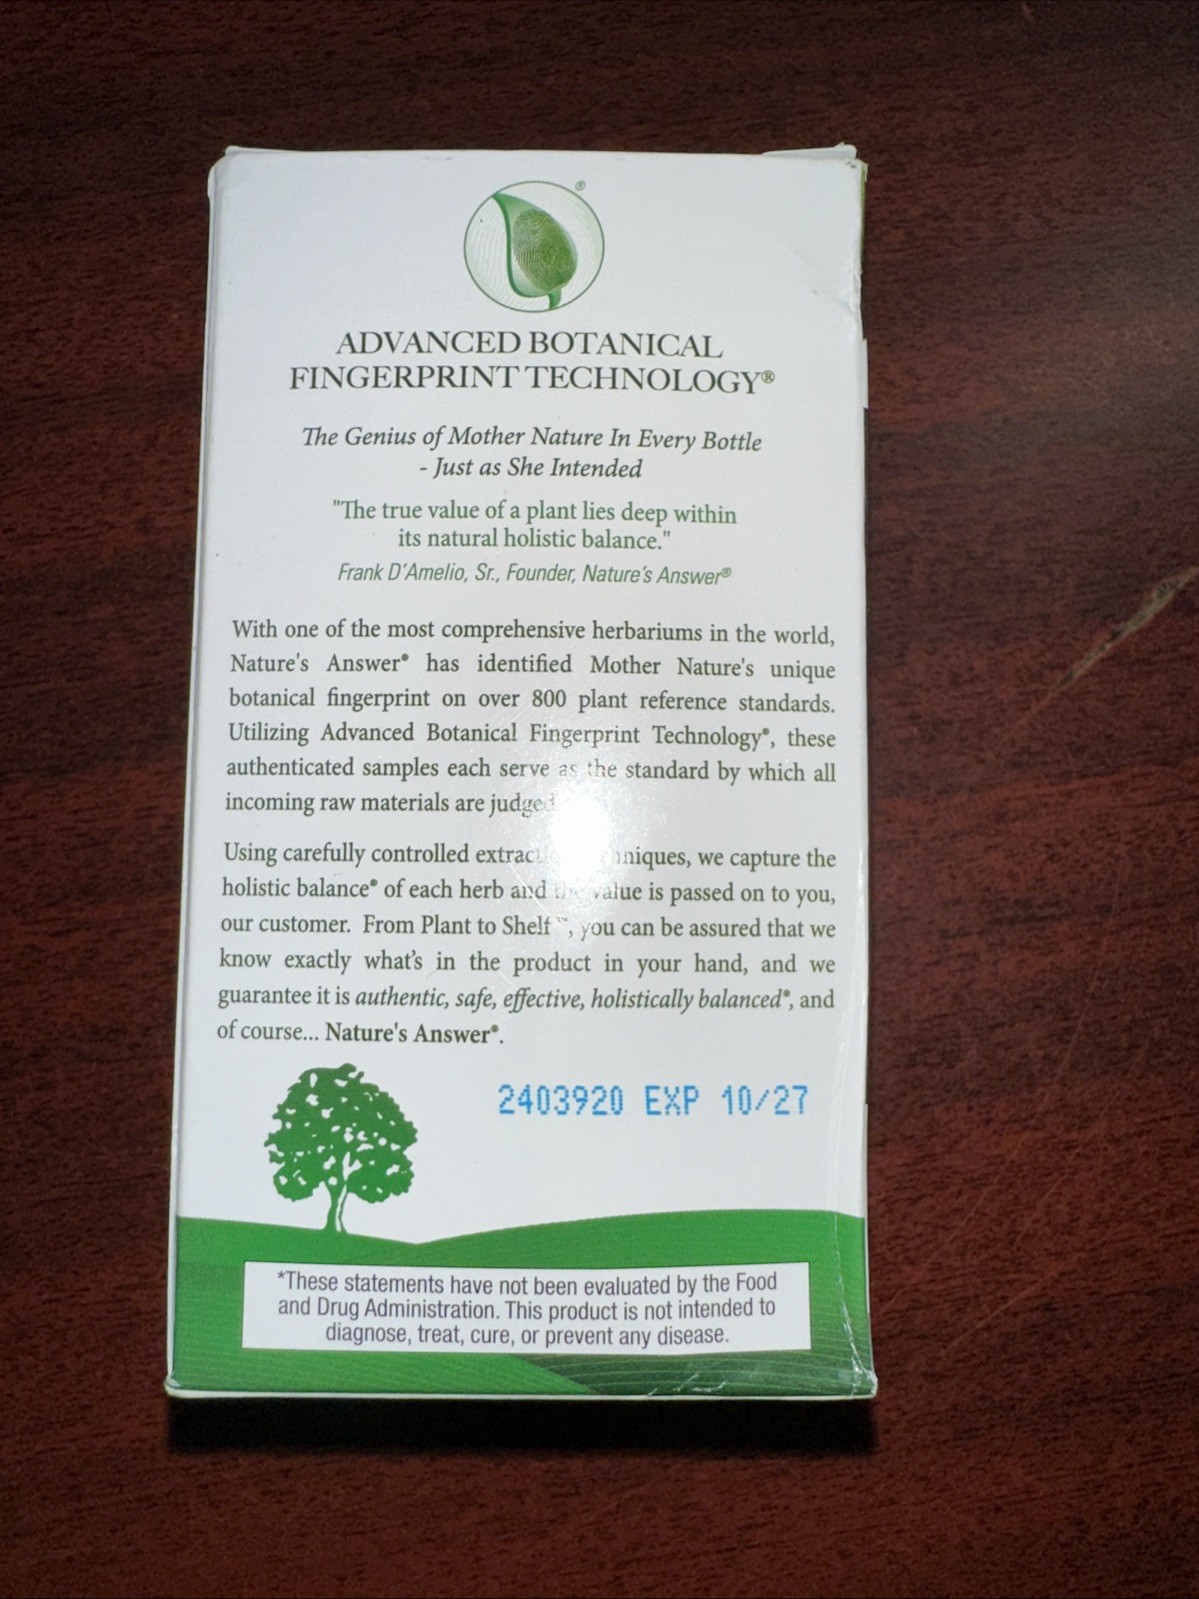 ®
ADVANCED BOTANICAL
FINGERPRINT TECHNOLOGY®
The Genius of Mother Nature In Every Bottle
- Just as She Intended
"The true value of a plant lies deep within
its natural holistic balance."
Frank D'Amelio, Sr., Founder, Nature's Answer®
With one of the most comprehensive herbariums in the world,
Nature's Answer® has identified Mother Nature's unique
botanical fingerprint on over 800 plant reference standards.
Utilizing Advanced Botanical Fingerprint Technology®, these
authenticated samples each serve as the standard by which all
incoming raw materials are judged
Using carefully controlled we capture the
holistic balance® of each herb and the value is passed on to you,
our customer. From Plant to Shelf™, you can be assured that we
know exactly what's in the product in your hand, and we
guarantee it is authentic, safe, effective, holistically balanced®, and
of course... Nature's Answer®.
2403920 EXP 10/27
*These statements have not been evaluated by the Food
and Drug Administration. This product is not intended to
diagnose, treat, cure, or prevent any disease.